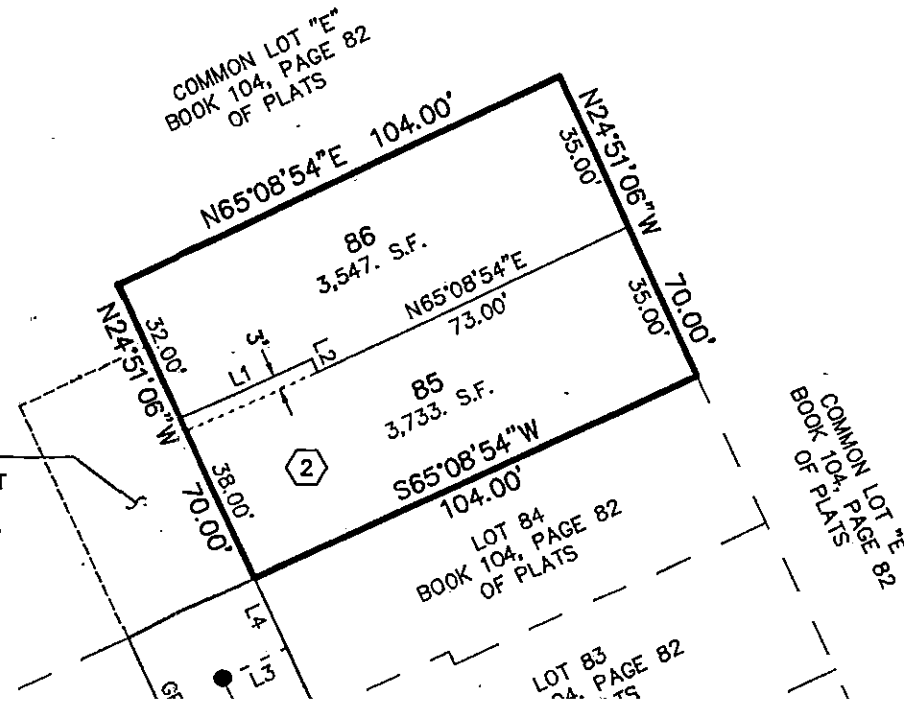 COMMON LOT "E"
BOOK 104, PAGE 82
OF PLATS
N65°08'54"E 104.00'
N24°51'06"W
35.00'
86
3,547. S.F.
N65°08'54"E
73.00'
35.00'
70.00'
N24°51'06"W
32.00'
3'
L1
L2
85
3,733. S.F.
2
38.00'
70.00'
S65°08'54"W
104.00'
LOT 84
BOOK 104, PAGE 82
OF PLATS
COMMON LOT "E
BOOK 104, PAGE 82
OF PLATS
L4
L3
LOT 83
04, PAGE 82